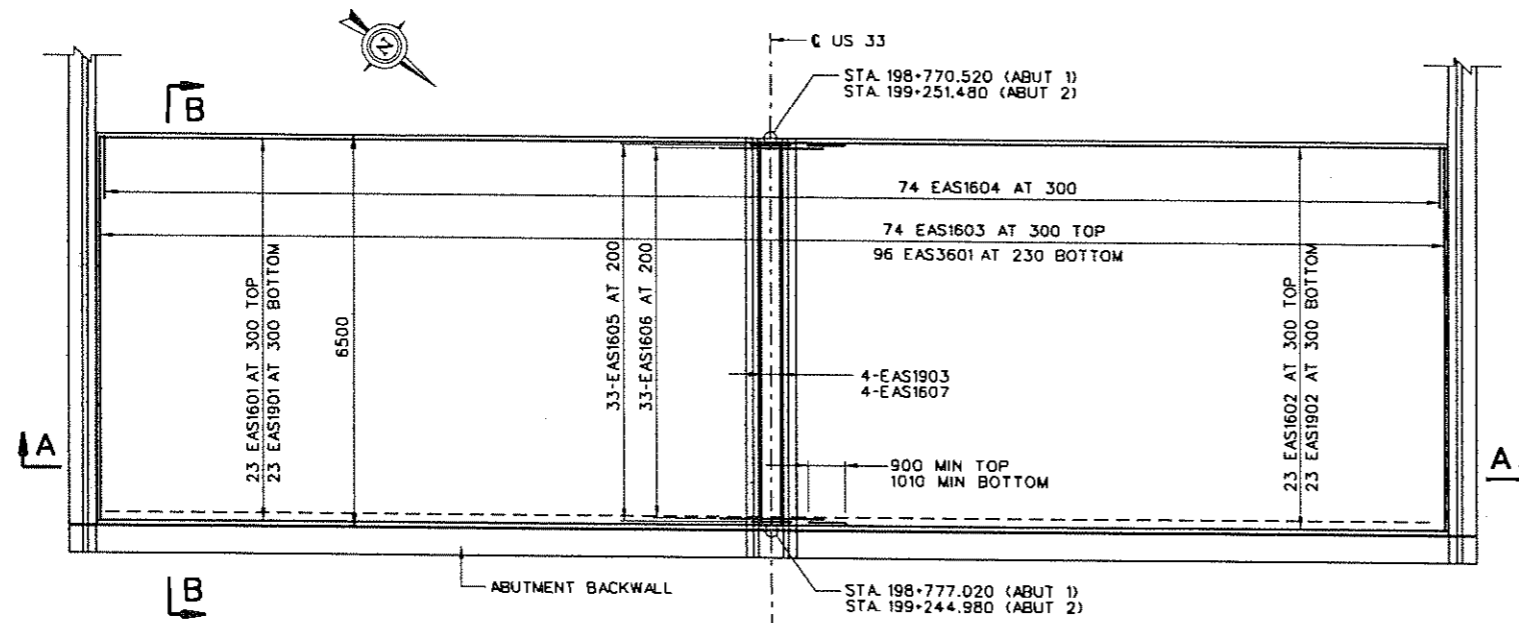 N
℄ US 33
STA. 198+770.520 (ABUT 1)
STA. 199+251.480 (ABUT 2)
B
74 EAS1604 AT 300
74 EAS1603 AT 300 TOP
96 EAS3601 AT 230 BOTTOM
23 EAS1601 AT 300 TOP
23 EAS1901 AT 300 BOTTOM
6500
33-EAS1605 AT 200
33-EAS1606 AT 200
4-EAS1903
4-EAS1607
23 EAS1602 AT 300 TOP
23 EAS1902 AT 300 BOTTOM
A
900 MIN TOP
1010 MIN BOTTOM
A
B
ABUTMENT BACKWALL
STA. 198+777.020 (ABUT 1)
STA. 199+244.980 (ABUT 2)